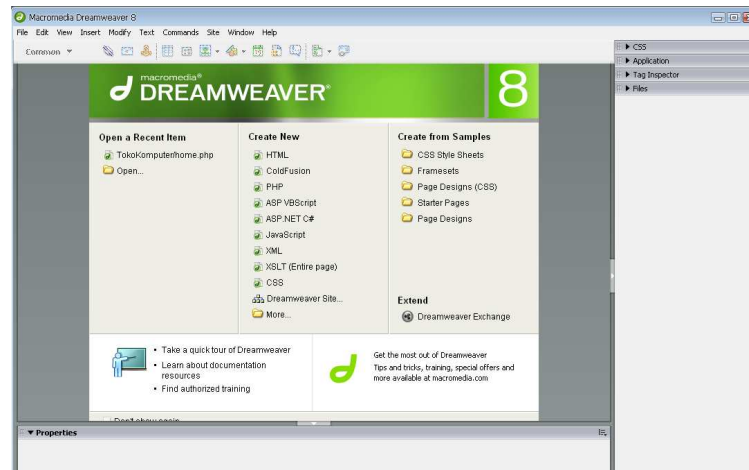 Macromedia Dreamweaver 8
File Edit View Insert Modify Text Commands Site Window Help
Common
CSS
Application
Tag Inspector
Files
macromedia®
DREAMWEAVER®
8
Open a Recent Item
TokoKomputer/home.php
Open...
Create New
HTML
ColdFusion
PHP
ASP VBScript
ASP.NET C#
JavaScript
XML
XSLT (Entire page)
CSS
Dreamweaver Site...
More...
Create from Samples
CSS Style Sheets
Framesets
Page Designs (CSS)
Starter Pages
Page Designs
Extend
Dreamweaver Exchange
• Take a quick tour of Dreamweaver
• Learn about documentation
resources
• Find authorized training
Get the most out of Dreamweaver
Tips and tricks, training, special offers and
more available at macromedia.com
Don't show again
Properties